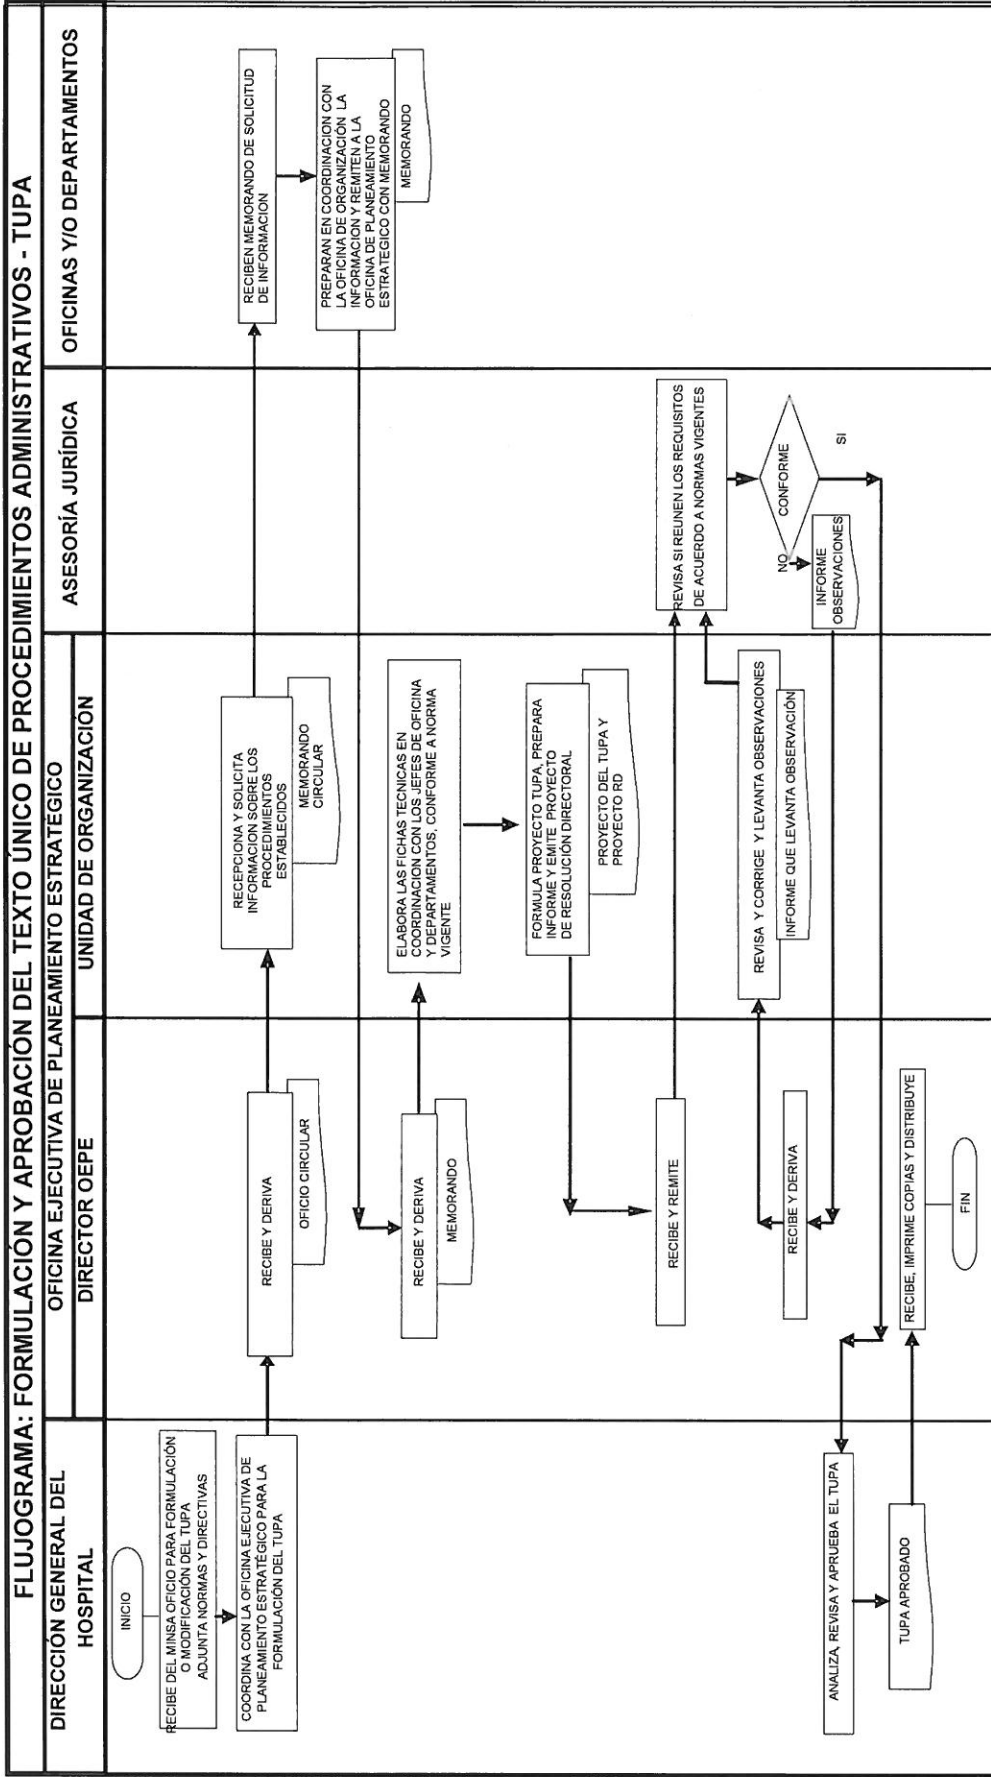 FLUJOGRAMA: FORMULACIÓN Y APROBACIÓN DEL TEXTO ÚNICO DE PROCEDIMIENTOS ADMINISTRATIVOS - TUPA
DIRECCIÓN GENERAL DEL
HOSPITAL
OFICINA EJECUTIVA DE PLANEAMIENTO ESTRATÉGICO
DIRECTOR OEPE
UNIDAD DE ORGANIZACIÓN
ASESORÍA JURÍDICA
OFICINAS Y/O DEPARTAMENTOS
INICIO
RECIBE DEL MINSA OFICIO PARA FORMULACIÓN
O MODIFICACIÓN DEL TUPA
ADJUNTA NORMAS Y DIRECTIVAS
COORDINA CON LA OFICINA EJECUTIVA DE
PLANEAMIENTO ESTRATÉGICO PARA LA
FORMULACIÓN DEL TUPA
RECIBE Y DERIVA
OFICIO CIRCULAR
RECEPCIONA Y SOLICITA
INFORMACION SOBRE LOS
PROCEDIMIENTOS
ESTABLECIDOS
MEMORANDO
CIRCULAR
RECIBEN MEMORANDO DE SOLICITUD
DE INFORMACION
PREPARAN EN COORDINACION CON
LA OFICINA DE ORGANIZACIÓN LA
INFORMACION Y REMITEN A LA
OFICINA DE PLANEAMIENTO
ESTRATEGICO CON MEMORANDO
MEMORANDO
RECIBE Y DERIVA
MEMORANDO
ELABORA LAS FICHAS TECNICAS EN
COORDINACION CON LOS JEFES DE OFICINA
Y DEPARTAMENTOS, CONFORME A NORMA
VIGENTE
FORMULA PROYECTO TUPA, PREPARA
INFORME Y EMITE PROYECTO
DE RESOLUCIÓN DIRECTORAL
PROYECTO DEL TUPA Y
PROYECTO RD
RECIBE Y REMITE
REVISA SI REUNEN LOS REQUISITOS
DE ACUERDO A NORMAS VIGENTES
CONFORME
SI
NO
INFORME
OBSERVACIONES
RECIBE Y DERIVA
REVISA Y CORRIGE Y LEVANTA OBSERVACIONES
INFORME QUE LEVANTA OBSERVACIÓN
ANALIZA, REVISA Y APRUEBA EL TUPA
TUPA APROBADO
RECIBE, IMPRIME COPIAS Y DISTRIBUYE
FIN